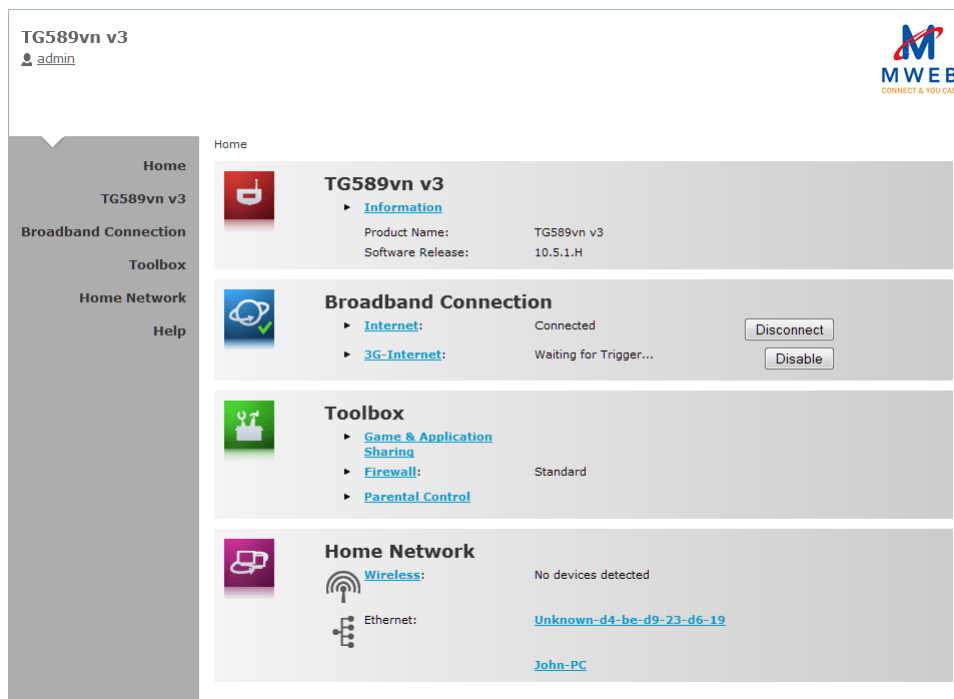 TG589vn v3
admin
MWEB
CONNECT & YOU CAN
Home
Home
TG589vn v3
Broadband Connection
Toolbox
Home Network
Help
TG589vn v3
Information
Product Name: TG589vn v3
Software Release: 10.5.1.H
Broadband Connection
Internet: Connected Disconnect
3G-Internet: Waiting for Trigger... Disable
Toolbox
Game & Application
Sharing
Firewall: Standard
Parental Control
Home Network
Wireless: No devices detected
Ethernet: Unknown-d4-be-d9-23-d6-19
John-PC